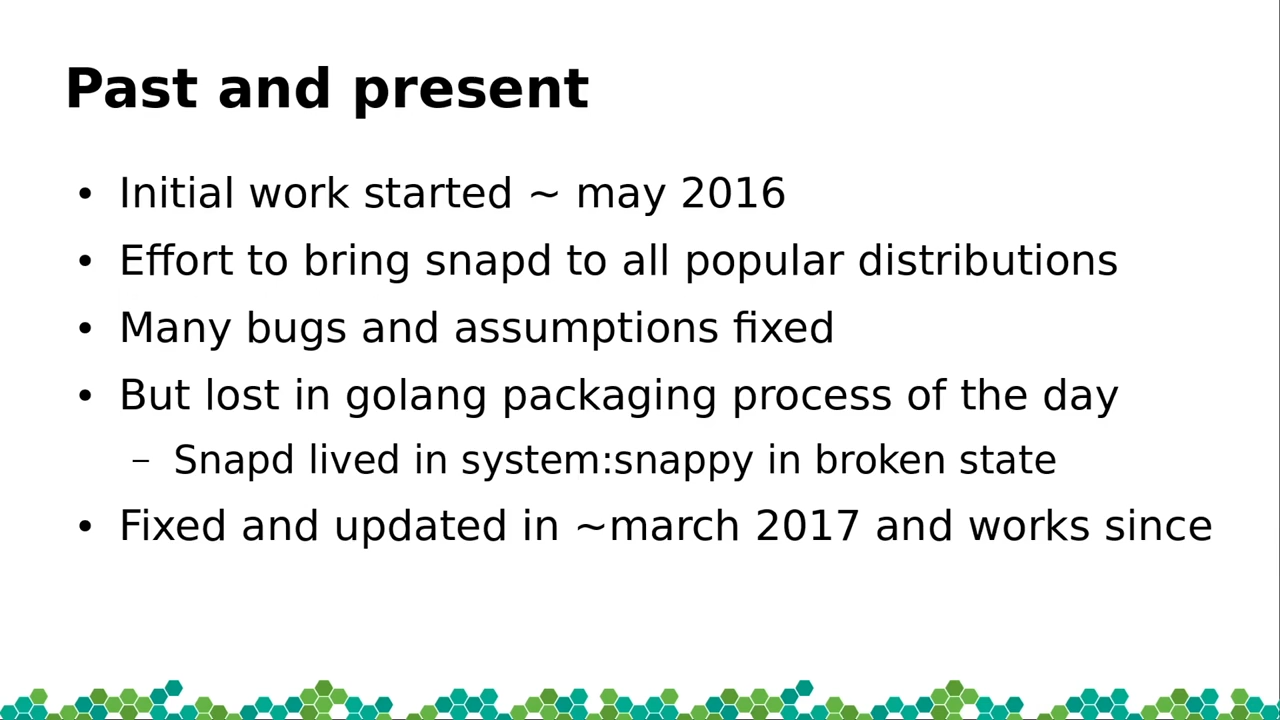 Past and present
• Initial work started ~ may 2016
• Effort to bring snapd to all popular distributions
• Many bugs and assumptions fixed
• But lost in golang packaging process of the day
– Snapd lived in system:snappy in broken state
• Fixed and updated in ~march 2017 and works since